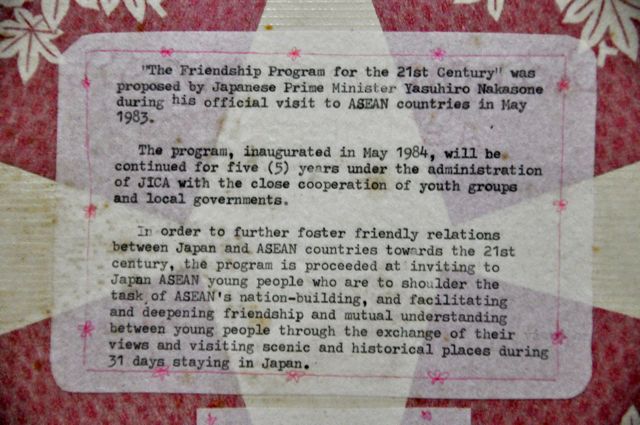 "The Friendship Program for the 21st Century" was
proposed by Japanese Prime Minister Yasuhiro Nakasone
during his official visit to ASEAN countries in May
1983.
The program, inaugurated in May 1984, will be
continued for five (5) years under the administration
of JICA with the close cooperation of youth groups
and local governments.
In order to further foster friendly relations
between Japan and ASEAN countries towards the 21st
century, the program is proceeded at inviting to
Japan ASEAN young people who are to shoulder the
task of ASEAN's nation-building, and facilitating
and deepening friendship and mutual understanding
between young people through the exchange of their
views and visiting scenic and historical places during
31 days staying in Japan.